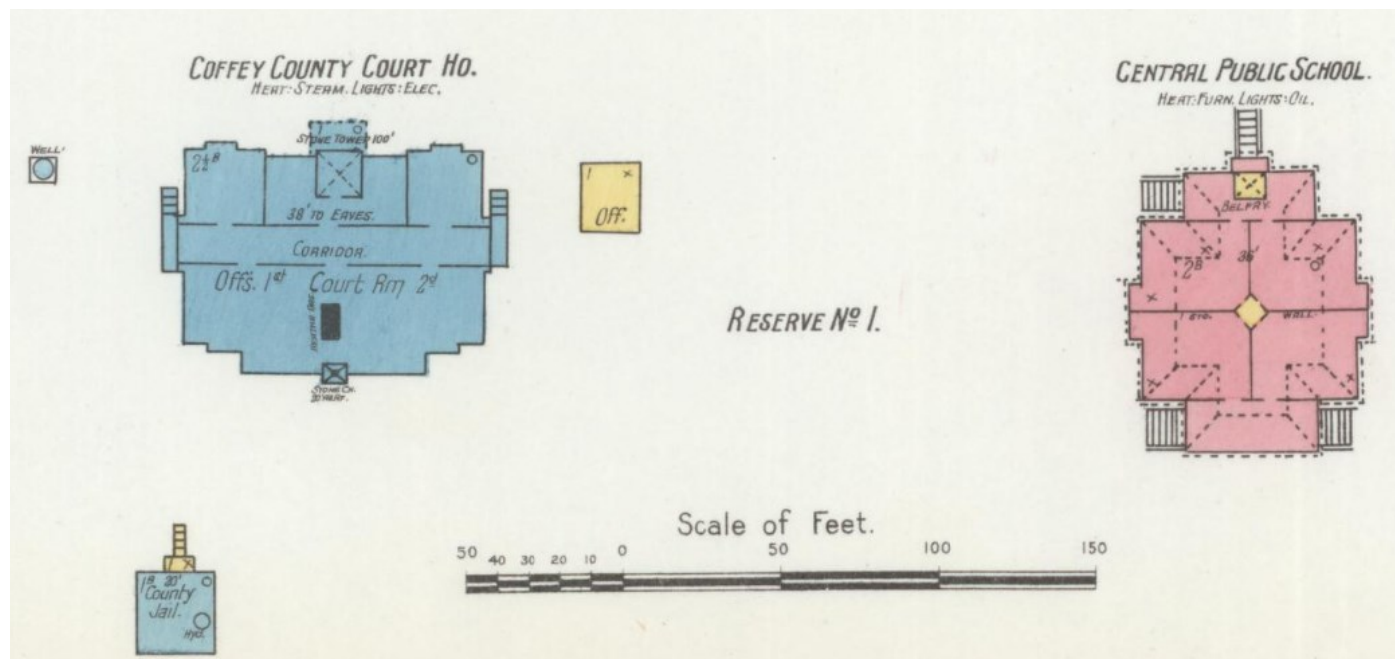 COFFEY COUNTY COURT HO.
HEAT: STEAM. LIGHTS: ELEC.
CENTRAL PUBLIC SCHOOL.
HEAT: FURN. LIGHTS: OIL.
WELL.
STONE TOWER 100'
2½B
38' TO EAVES.
CORRIDOR.
Offs. 1st Court Rm 2d
STONE CH.
1 x
Off.
RESERVE Nº 1.
BELFRY.
2B
36'
WALL.
Scale of Feet.
50 40 30 20 10 0 50 100 150
1B 20'
County
Jail.
Hyd.